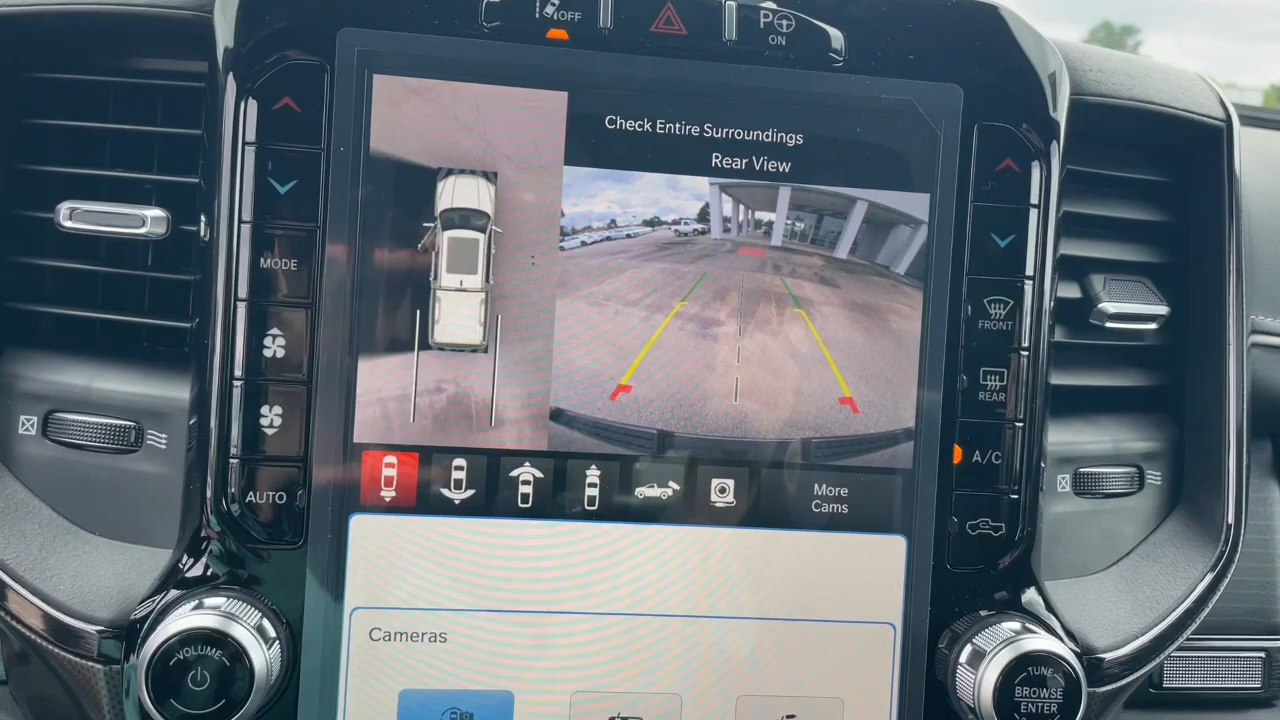 OFF
P
ON
Check Entire Surroundings
Rear View
MODE
FRONT
REAR
A/C
AUTO
More
Cams
Cameras
VOLUME
TUNE
BROWSE
ENTER